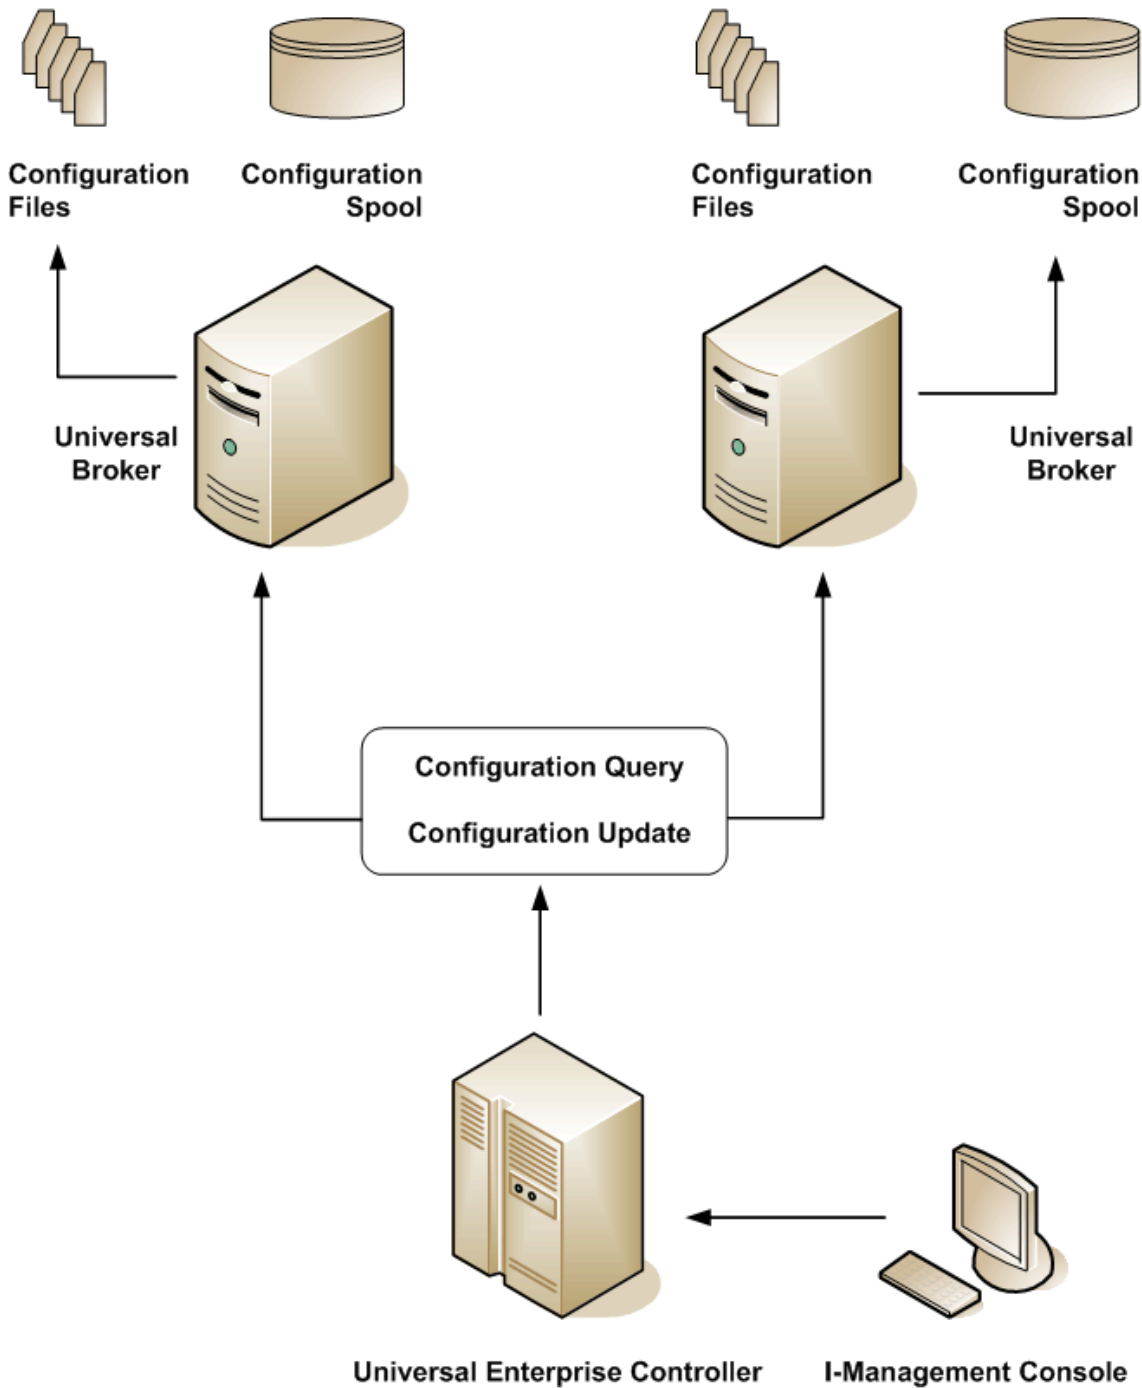 Configuration
Files
Configuration
Spool
Configuration
Files
Configuration
Spool
Universal
Broker
Universal
Broker
Configuration Query
Configuration Update
Universal Enterprise Controller
I-Management Console